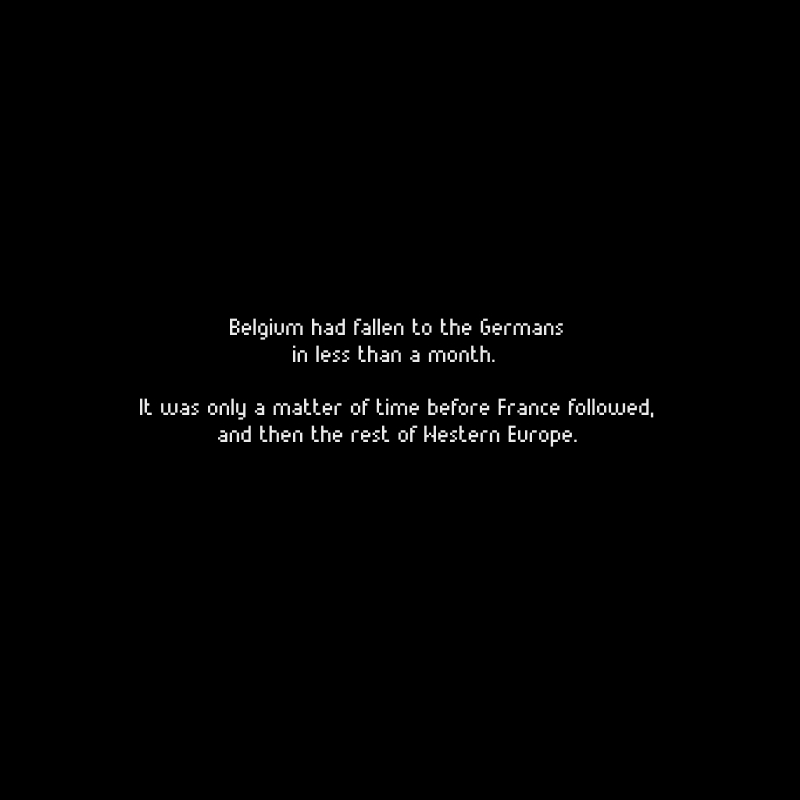 Belgium had fallen to the Germans
in less than a month.
It was only a matter of time before France followed,
and then the rest of Western Europe.